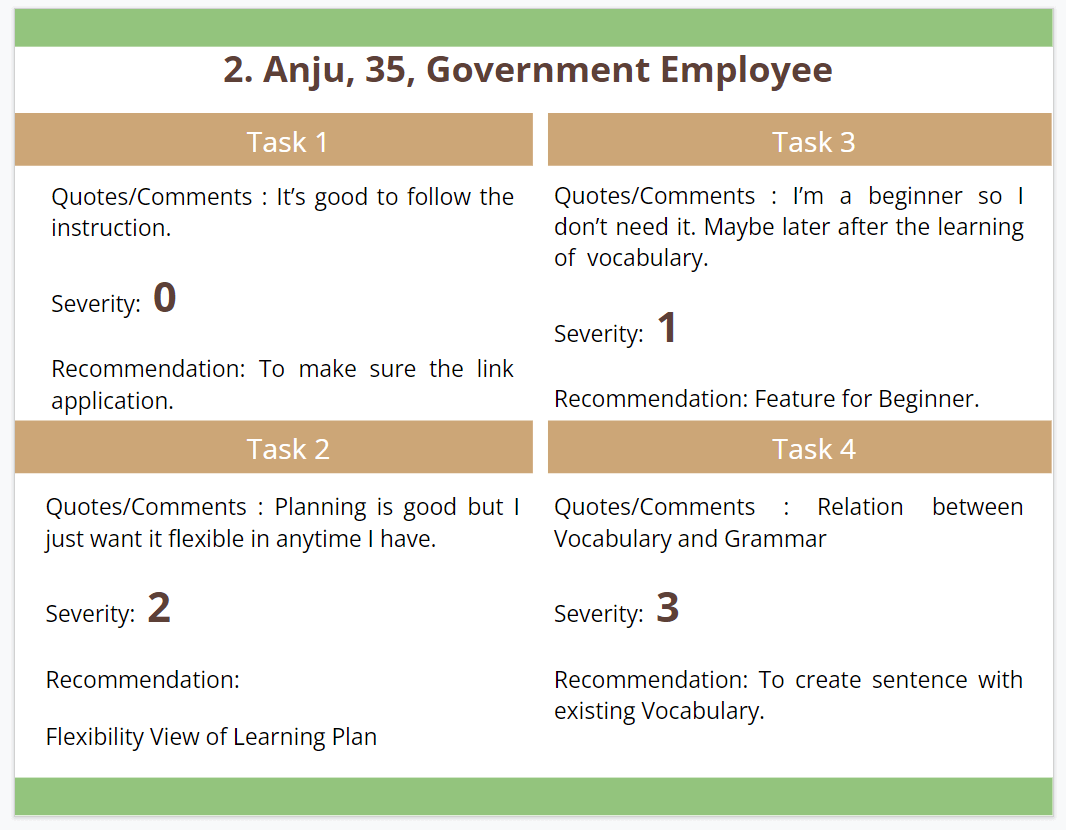 2. Anju, 35, Government Employee
Task 1
Quotes/Comments : It’s good to follow the
instruction.
Severity: 0
Recommendation: To make sure the link
application.
Task 2
Quotes/Comments : Planning is good but I
just want it flexible in anytime I have.
Severity: 2
Recommendation:
Flexibility View of Learning Plan
Task 3
Quotes/Comments : I’m a beginner so I
don’t need it. Maybe later after the learning
of vocabulary.
Severity: 1
Recommendation: Feature for Beginner.
Task 4
Quotes/Comments : Relation between
Vocabulary and Grammar
Severity: 3
Recommendation: To create sentence with
existing Vocabulary.